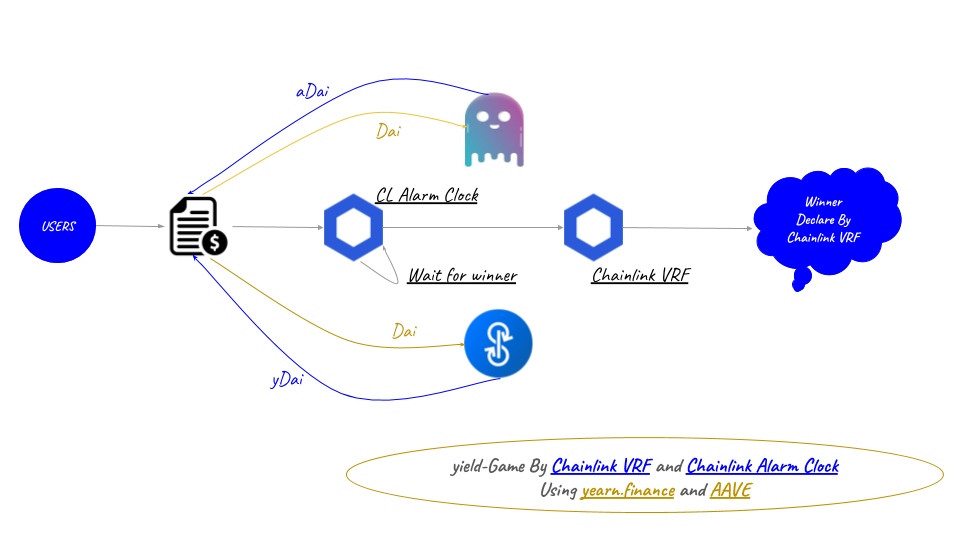 aDai
Dai
CL Alarm Clock
USERS
$
Winner
Declare By
Chainlink VRF
Wait for winner
Chainlink VRF
Dai
yDai
yield-Game By Chainlink VRF and Chainlink Alarm Clock
Using yearn.finance and AAVE